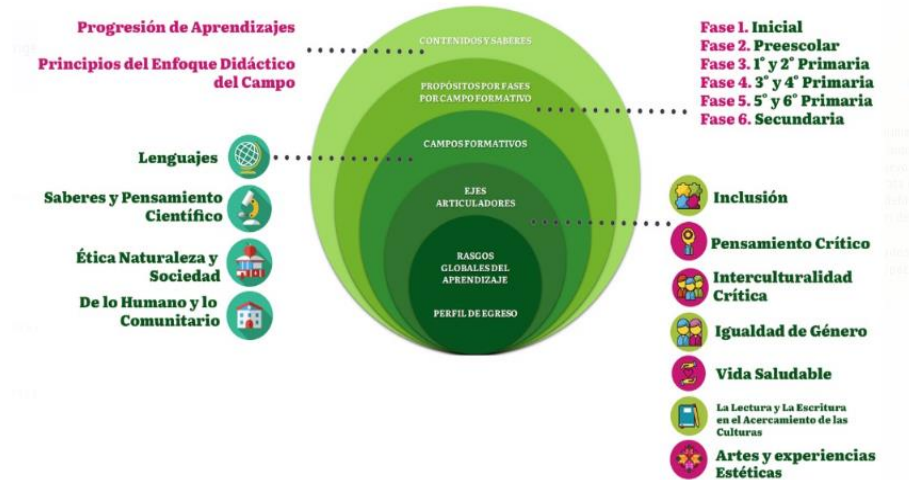 Progresión de Aprendizajes
Principios del Enfoque Didáctico
del Campo
CONTENIDOS Y SABERES
PROPÓSITOS POR FASES
POR CAMPO FORMATIVO
CAMPOS FORMATIVOS
EJES
ARTICULADORES
RASGOS
GLOBALES DEL
APRENDIZAJE
PERFIL DE EGRESO
Fase 1. Inicial
Fase 2. Preescolar
Fase 3. 1° y 2° Primaria
Fase 4. 3° y 4° Primaria
Fase 5. 5° y 6° Primaria
Fase 6. Secundaria
Lenguajes
Saberes y Pensamiento
Científico
Ética Naturaleza y
Sociedad
De lo Humano y lo
Comunitario
Inclusión
Pensamiento Crítico
Interculturalidad
Crítica
Igualdad de Género
Vida Saludable
La Lectura y La Escritura
en el Acercamiento de las
Culturas
Artes y experiencias
Estéticas